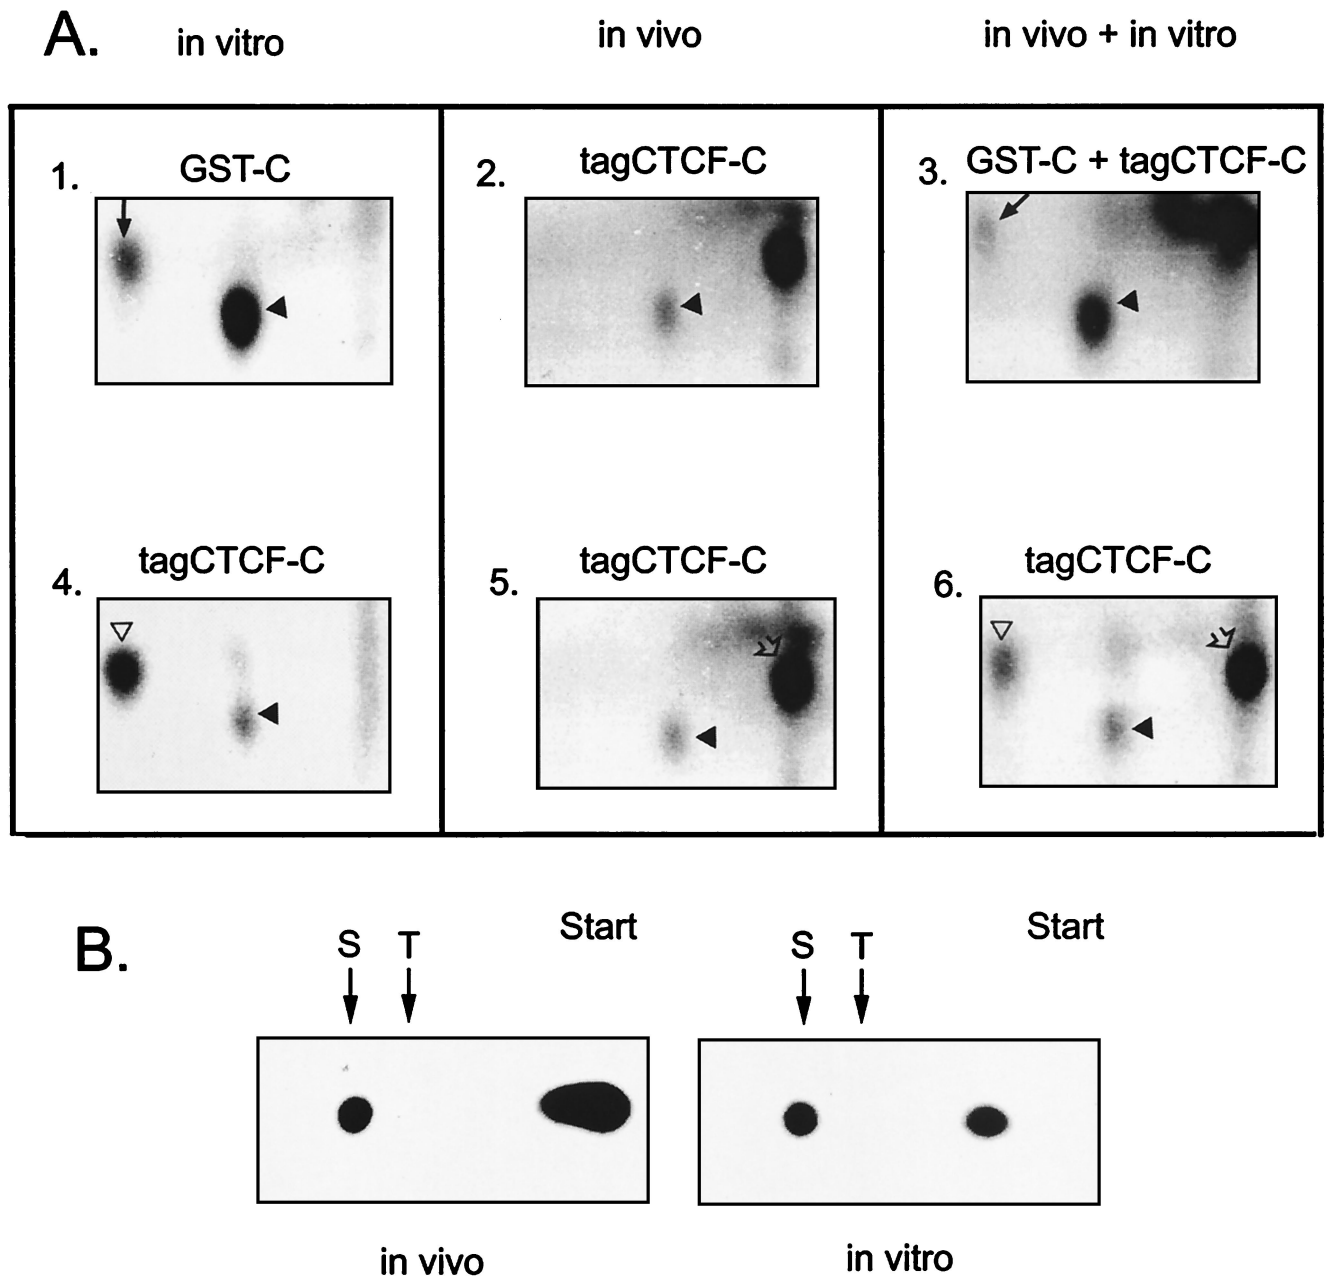 A.
in vitro
in vivo
in vivo + in vitro
1.
GST-C
2.
tagCTCF-C
3.
GST-C + tagCTCF-C
4.
tagCTCF-C
5.
tagCTCF-C
6.
tagCTCF-C
B.
S T Start
S T Start
in vivo
in vitro